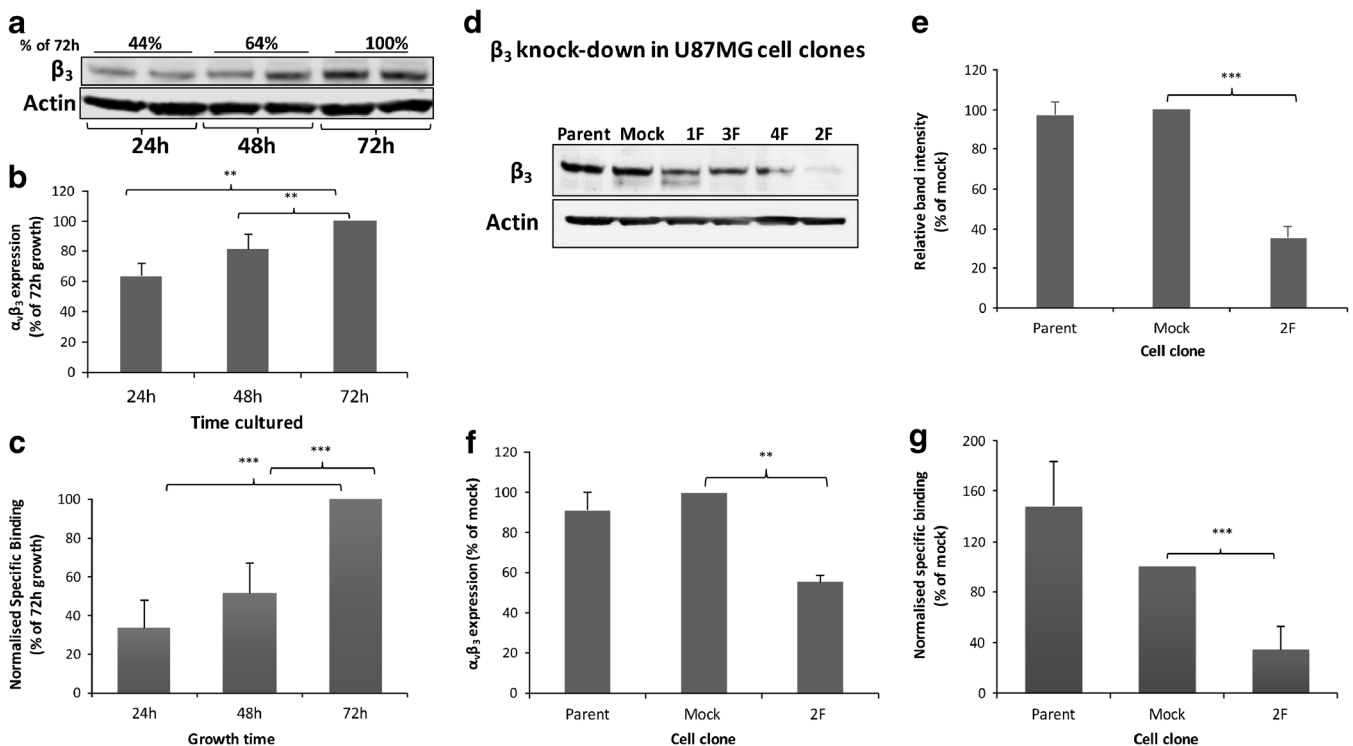 a
% of 72h 44% 64% 100%
β3
Actin
24h 48h 72h
b
αvβ3 expression
(% of 72h growth)
120
100
80
60
40
20
0
** **
24h 48h 72h
Time cultured
c
Normalised Specific Binding
(% of 72h growth)
100
80
60
40
20
0
*** ***
24h 48h 72h
Growth time
d
β3 knock-down in U87MG cell clones
Parent Mock 1F 3F 4F 2F
β3
Actin
e
Relative band intensity
(% of mock)
120
100
80
60
40
20
0
***
Parent Mock 2F
Cell clone
f
αvβ3 expression (% of mock)
120
100
80
60
40
20
0
**
Parent Mock 2F
Cell clone
g
Normalised specific binding
(% of mock)
200
160
120
80
40
0
***
Parent Mock 2F
Cell clone